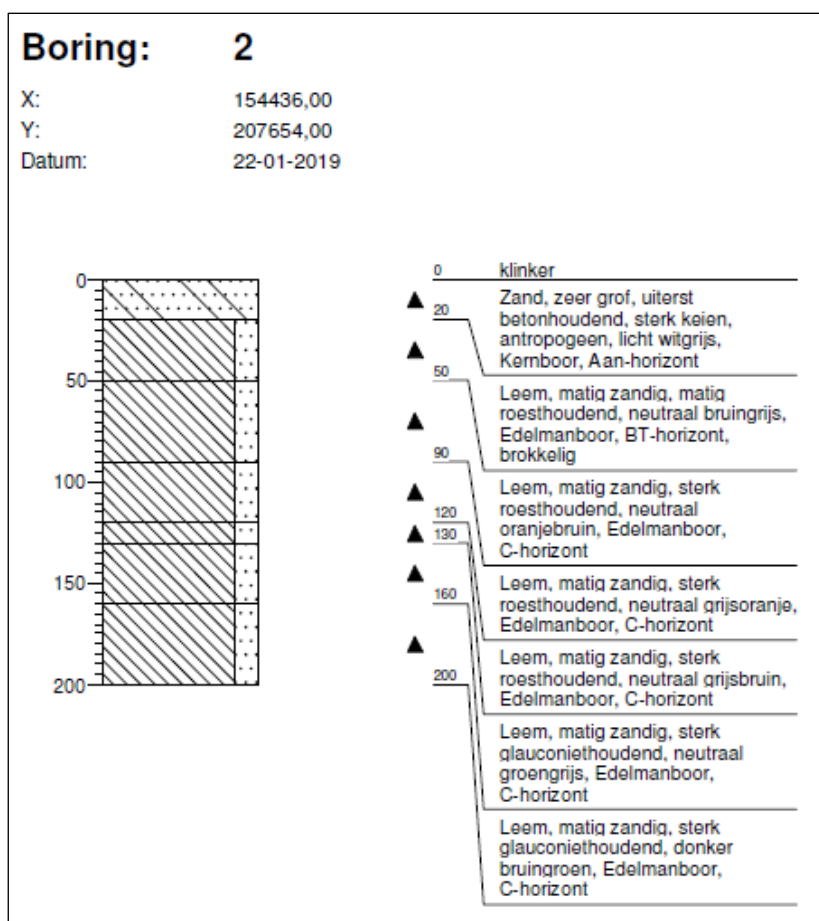 Boring: 2
X: 154436,00
Y: 207654,00
Datum: 22-01-2019
0
50
100
150
200
0 klinker
Zand, zeer grof, uiterst
20 betonhoudend, sterk keien,
antropogeen, licht witgrijs,
Kernboor, Aan-horizont
50
Leem, matig zandig, matig
roesthoudend, neutraal bruingrijs,
Edelmanboor, BT-horizont,
brokkelig
90
Leem, matig zandig, sterk
roesthoudend, neutraal
oranjebruin, Edelmanboor,
C-horizont
120
130
Leem, matig zandig, sterk
roesthoudend, neutraal grijsoranje,
Edelmanboor, C-horizont
160
Leem, matig zandig, sterk
roesthoudend, neutraal grijsbruin,
Edelmanboor, C-horizont
200
Leem, matig zandig, sterk
glauconiethoudend, neutraal
groengrijs, Edelmanboor,
C-horizont
Leem, matig zandig, sterk
glauconiethoudend, donker
bruingroen, Edelmanboor,
C-horizont